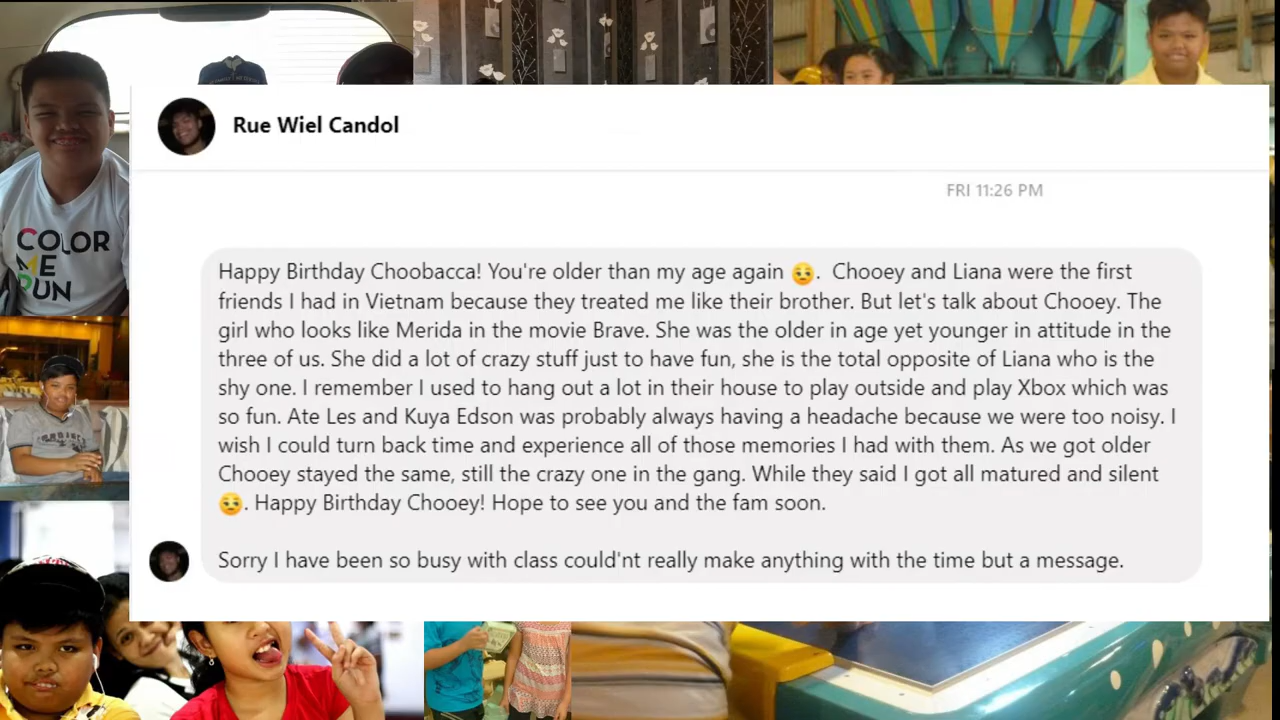 Rue Wiel Candol
FRI 11:26 PM
Happy Birthday Choobacca! You're older than my age again 😒. Chooey and Liana were the first
friends I had in Vietnam because they treated me like their brother. But let's talk about Chooey. The
girl who looks like Merida in the movie Brave. She was the older in age yet younger in attitude in the
three of us. She did a lot of crazy stuff just to have fun, she is the total opposite of Liana who is the
shy one. I remember I used to hang out a lot in their house to play outside and play Xbox which was
so fun. Ate Les and Kuya Edson was probably always having a headache because we were too noisy. I
wish I could turn back time and experience all of those memories I had with them. As we got older
Chooey stayed the same, still the crazy one in the gang. While they said I got all matured and silent
😒. Happy Birthday Chooey! Hope to see you and the fam soon.
Sorry I have been so busy with class could'nt really make anything with the time but a message.
COLOR
ME
RUN